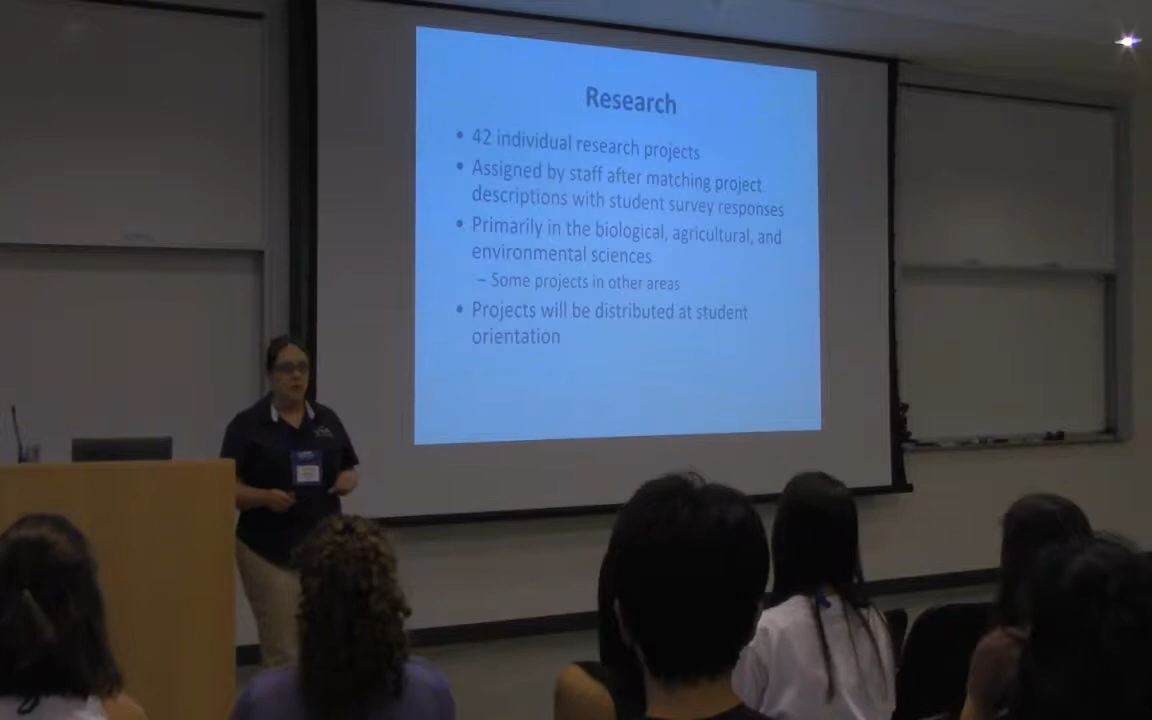 Research
• 42 individual research projects
• Assigned by staff after matching project
descriptions with student survey responses
• Primarily in the biological, agricultural, and
environmental sciences
– Some projects in other areas
• Projects will be distributed at student
orientation